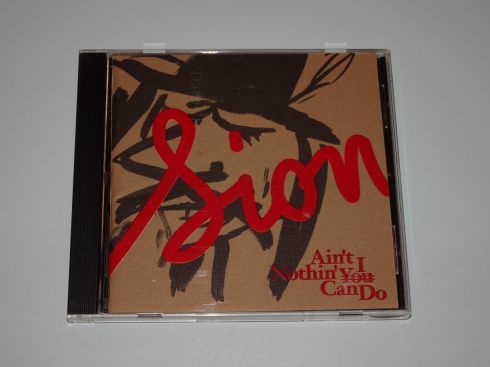 Sion
Ain't I
Nothin' You
Can Do